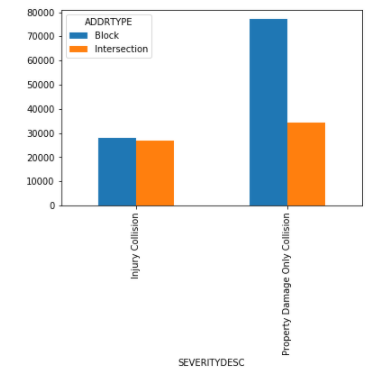 80000
70000
60000
50000
40000
30000
20000
10000
0
ADDRTYPE
Block
Intersection
Injury Collision
Property Damage Only Collision
SEVERITYDESC